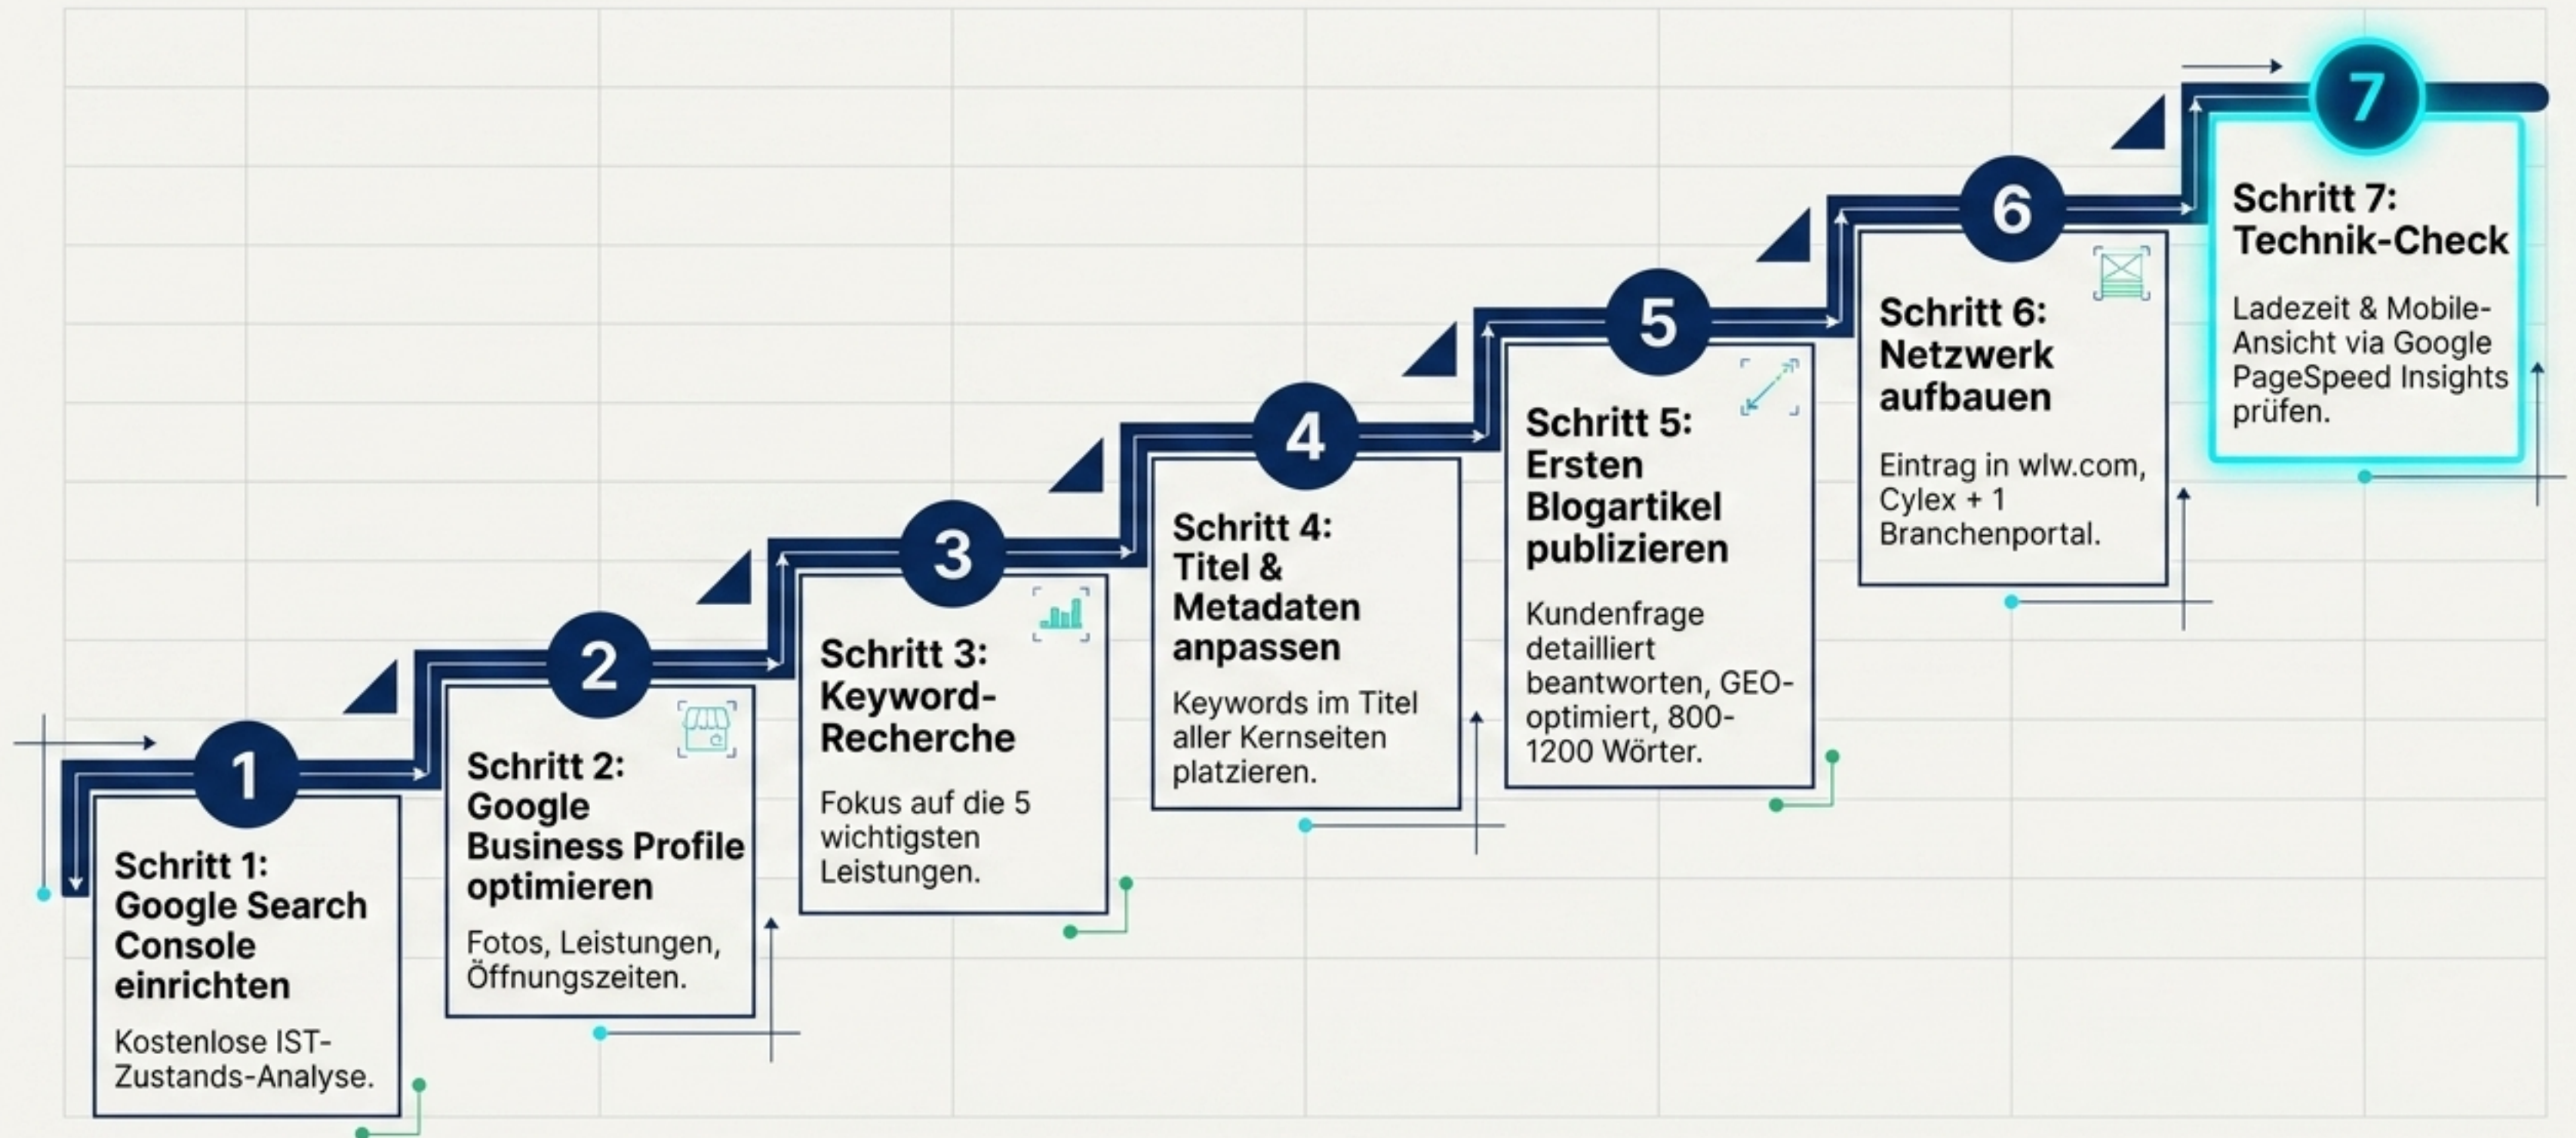 1
Schritt 1:
Google Search
Console
einrichten
Kostenlose IST-
Zustands-Analyse.
2
Schritt 2:
Google
Business Profile
optimieren
Fotos, Leistungen,
Öffnungszeiten.
3
Schritt 3:
Keyword-
Recherche
Fokus auf die 5
wichtigsten
Leistungen.
4
Schritt 4:
Titel &
Metadaten
anpassen
Keywords im Titel
aller Kernseiten
platzieren.
5
Schritt 5:
Ersten
Blogartikel
publizieren
Kundenfrage
detailliert
beantworten, GEO-
optimiert, 800-
1200 Wörter.
6
Schritt 6:
Netzwerk
aufbauen
Eintrag in wlw.com,
Cylex + 1
Branchenportal.
7
Schritt 7:
Technik-Check
Ladezeit & Mobile-
Ansicht via Google
PageSpeed Insights
prüfen.